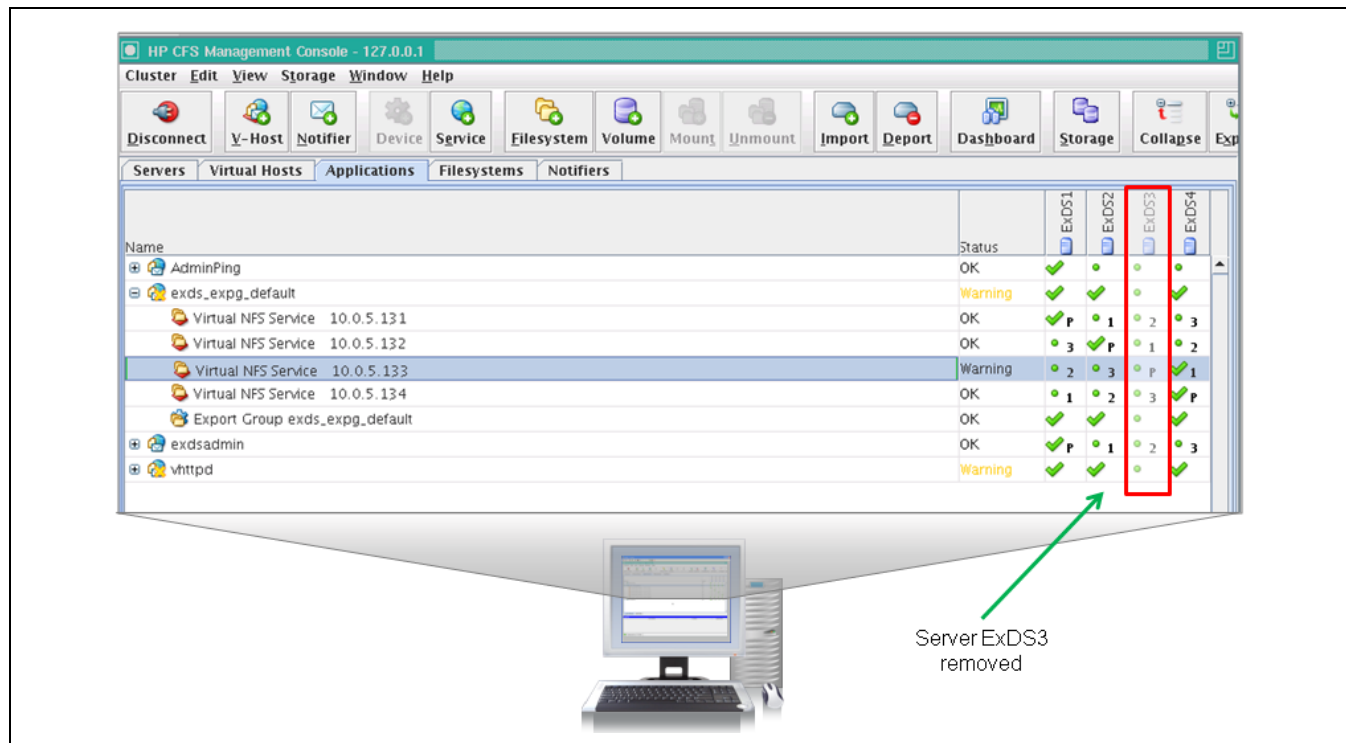 HP CFS Management Console - 127.0.0.1
Cluster Edit View Storage Window Help
Disconnect V-Host Notifier Device Service Filesystem Volume Mount Unmount Import Deport Dashboard Storage Collapse Exp
Servers Virtual Hosts Applications Filesystems Notifiers
Name Status ExDS1 ExDS2 ExDS3 ExDS4
AdminPing OK
exds_expg_default Warning
Virtual NFS Service 10.0.5.131 OK P 1 2 3
Virtual NFS Service 10.0.5.132 OK 3 P 1 2
Virtual NFS Service 10.0.5.133 Warning 2 3 P 1
Virtual NFS Service 10.0.5.134 OK 1 2 3 P
Export Group exds_expg_default OK
exdsadmin OK P 1 2 3
vhttpd Warning
Server ExDS3
removed